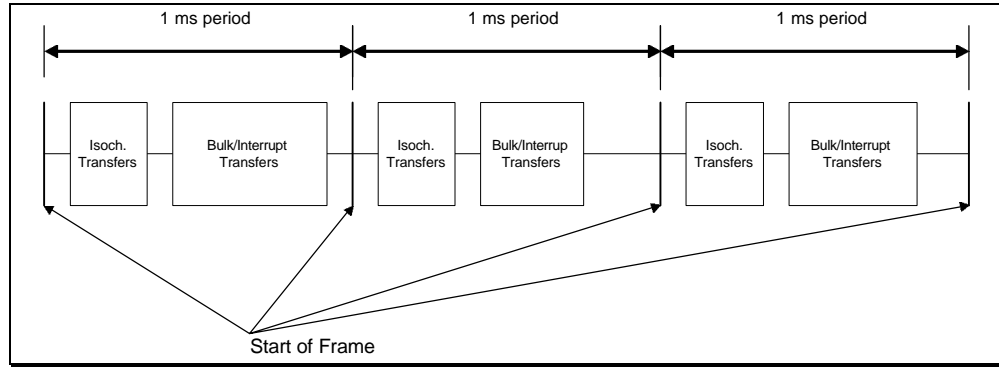 1 ms period
1 ms period
1 ms period
Isoch.
Transfers
Bulk/Interrupt
Transfers
Isoch.
Transfers
Bulk/Interrup
Transfers
Isoch.
Transfers
Bulk/Interrupt
Transfers
Start of Frame